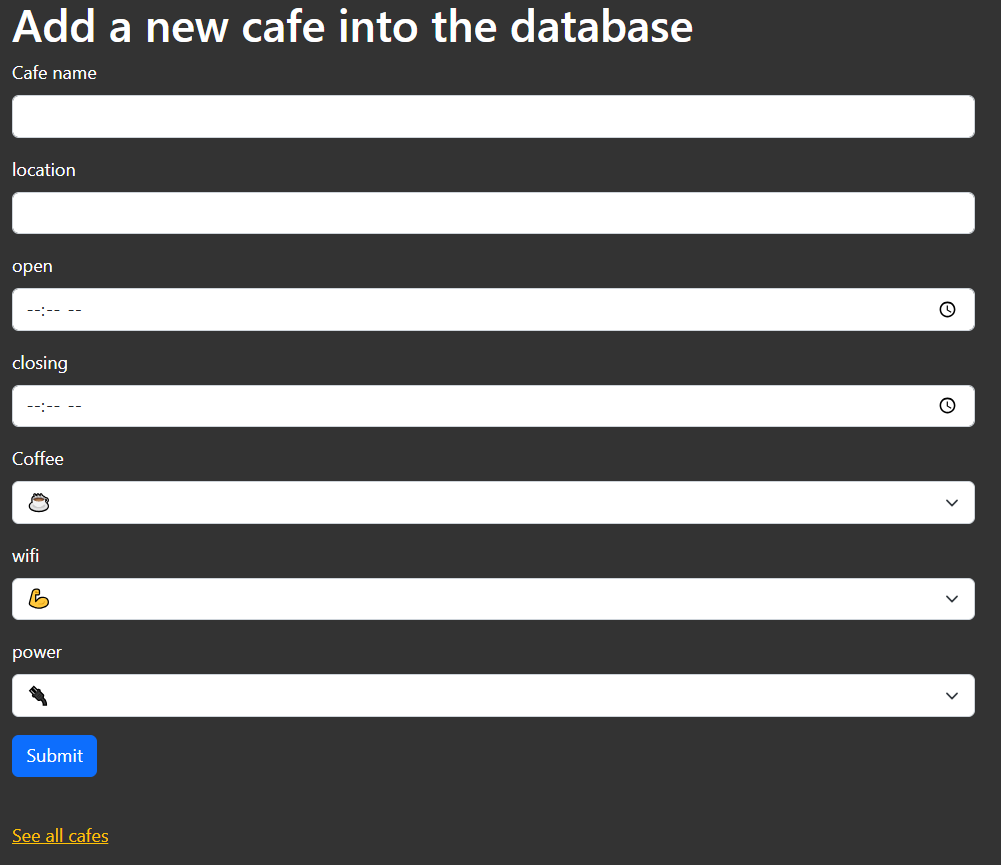 Add a new cafe into the database
Cafe name
location
open
--:-- --
closing
--:-- --
Coffee
☕
wifi
💪
power
🔌
Submit
See all cafes